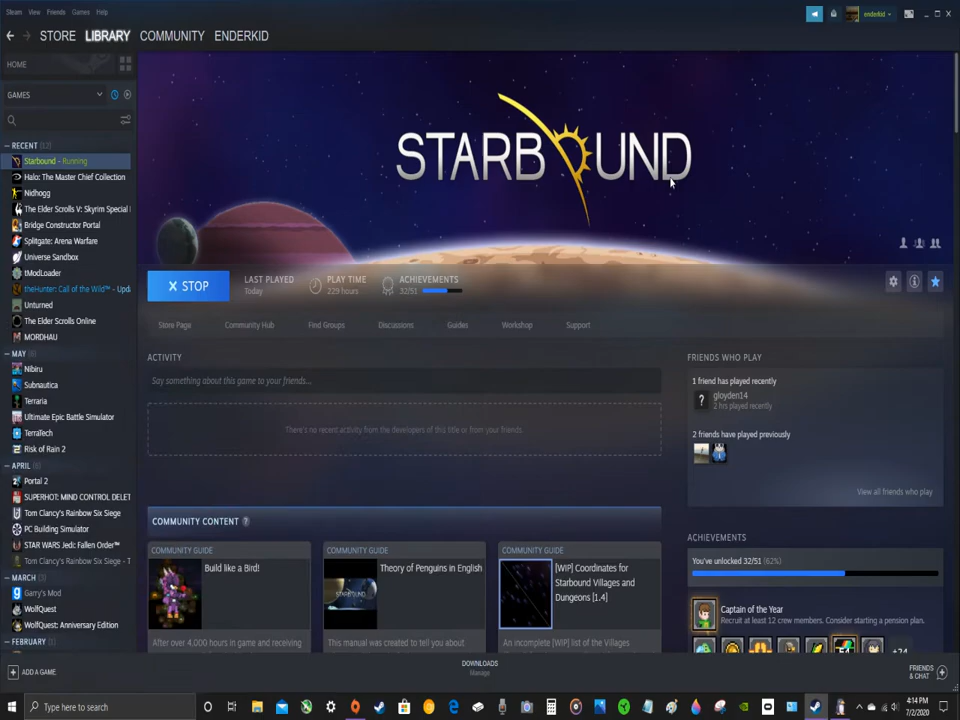 Steam View Friends Games Help
enderkid
STORE LIBRARY COMMUNITY ENDERKID
HOME
GAMES
RECENT (12)
Starbound - Running
Halo: The Master Chief Collection
Nidhogg
The Elder Scrolls V: Skyrim Special
Bridge Constructor Portal
Splitgate: Arena Warfare
Universe Sandbox
tModLoader
theHunter: Call of the Wild™ - Upda
Unturned
The Elder Scrolls Online
MORDHAU
MAY (6)
Nibiru
Subnautica
Terraria
Ultimate Epic Battle Simulator
TerraTech
Risk of Rain 2
APRIL (6)
Portal 2
SUPERHOT: MIND CONTROL DELET
Tom Clancy's Rainbow Six Siege
PC Building Simulator
STAR WARS Jedi: Fallen Order™
Tom Clancy's Rainbow Six Siege - T
MARCH (3)
Garry's Mod
WolfQuest
WolfQuest: Anniversary Edition
FEBRUARY
ADD A GAME
STARBOUND
STOP
LAST PLAYED
Today
PLAY TIME
229 hours
ACHIEVEMENTS
32/51
Store Page Community Hub Find Groups Discussions Guides Workshop Support
ACTIVITY
Say something about this game to your friends...
There's no recent activity from the developers of this title or from your friends.
COMMUNITY CONTENT ?
COMMUNITY GUIDE
Build like a Bird!
After over 4,000 hours in game and receiving
COMMUNITY GUIDE
Theory of Penguins in English
STARBOUND
This manual was created to tell you about
COMMUNITY GUIDE
[WIP] Coordinates for
Starbound Villages and
Dungeons [1.4]
An incomplete [WIP] list of the Villages
FRIENDS WHO PLAY
1 friend has played recently
?
gloyden14
2 hrs played recently
2 friends have played previously
View all friends who play
ACHIEVEMENTS
You've unlocked 32/51 (62%)
Captain of the Year
Recruit at least 12 crew members. Consider starting a pension plan.
+24
DOWNLOADS
Manage
FRIENDS
& CHAT
Type here to search
4:14 PM
7/2/2020